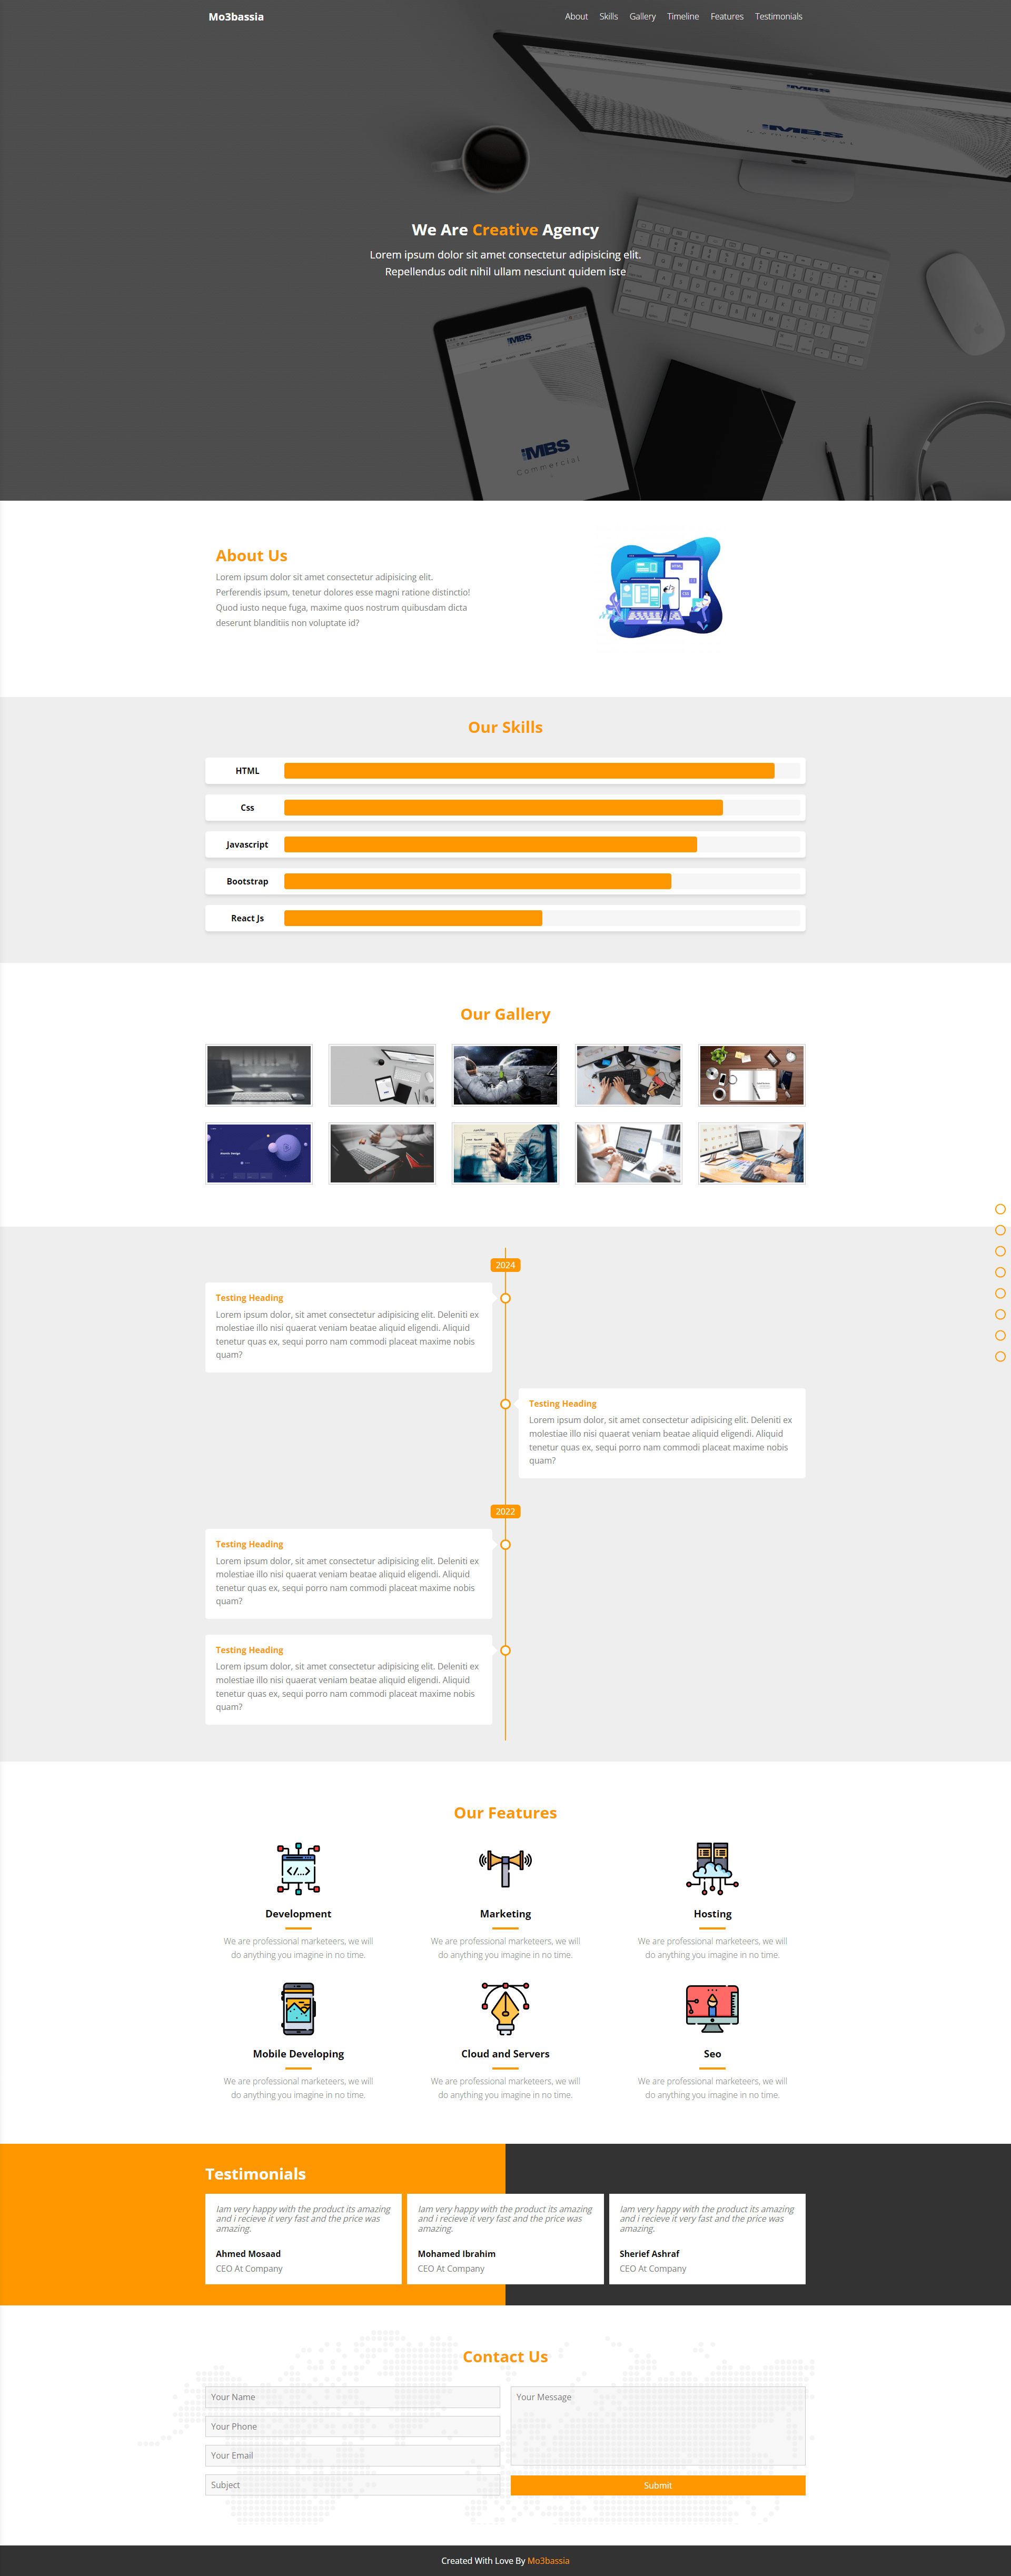 Mo3bassia
About Skills Gallery Timeline Features Testimonials
IMBS
IMBS
Commercial
We Are Creative Agency
Lorem ipsum dolor sit amet consectetur adipisicing elit.
Repellendus odit nihil ullam nesciunt quidem iste
IMBS
IMBS
Commercial
About Us
Lorem ipsum dolor sit amet consectetur adipisicing elit.
Perferendis ipsum, tenetur dolores esse magni ratione distinctio!
Quod iusto neque fuga, maxime quos nostrum quibusdam dicta
deserunt blanditiis non voluptate id?
HTML
Our Skills
HTML
Css
Javascript
Bootstrap
React Js
Our Gallery
2024
Testing Heading
Lorem ipsum dolor, sit amet consectetur adipisicing elit. Deleniti ex
molestiae illo nisi quaerat veniam beatae aliquid eligendi. Aliquid
tenetur quas ex, sequi porro nam commodi placeat maxime nobis
quam?
Testing Heading
Lorem ipsum dolor, sit amet consectetur adipisicing elit. Deleniti ex
molestiae illo nisi quaerat veniam beatae aliquid eligendi. Aliquid
tenetur quas ex, sequi porro nam commodi placeat maxime nobis
quam?
2022
Testing Heading
Lorem ipsum dolor, sit amet consectetur adipisicing elit. Deleniti ex
molestiae illo nisi quaerat veniam beatae aliquid eligendi. Aliquid
tenetur quas ex, sequi porro nam commodi placeat maxime nobis
quam?
Testing Heading
Lorem ipsum dolor, sit amet consectetur adipisicing elit. Deleniti ex
molestiae illo nisi quaerat veniam beatae aliquid eligendi. Aliquid
tenetur quas ex, sequi porro nam commodi placeat maxime nobis
quam?
Our Features
Development
We are professional marketeers, we will
do anything you imagine in no time.
Marketing
We are professional marketeers, we will
do anything you imagine in no time.
Hosting
We are professional marketeers, we will
do anything you imagine in no time.
Mobile Developing
We are professional marketeers, we will
do anything you imagine in no time.
Cloud and Servers
We are professional marketeers, we will
do anything you imagine in no time.
Seo
We are professional marketeers, we will
do anything you imagine in no time.
Testimonials
Iam very happy with the product its amazing
and i recieve it very fast and the price was
amazing.
Ahmed Mosaad
CEO At Company
Iam very happy with the product its amazing
and i recieve it very fast and the price was
amazing.
Mohamed Ibrahim
CEO At Company
Iam very happy with the product its amazing
and i recieve it very fast and the price was
amazing.
Sherief Ashraf
CEO At Company
Contact Us
Your Name
Your Phone
Your Email
Subject
Your Message
Submit
Created With Love By Mo3bassia